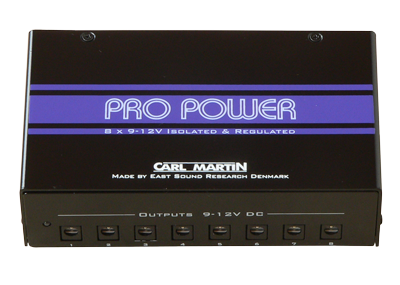 PRO POWER
8 x 9-12V Isolated & Regulated
CARL MARTIN
Made by East Sound Research Denmark
Outputs 9-12V DC
1 2 3 4 5 6 7 8